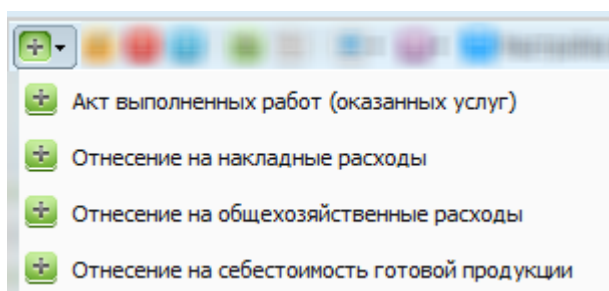 Акт выполненных работ (оказанных услуг)
Отнесение на накладные расходы
Отнесение на общехозяйственные расходы
Отнесение на себестоимость готовой продукции